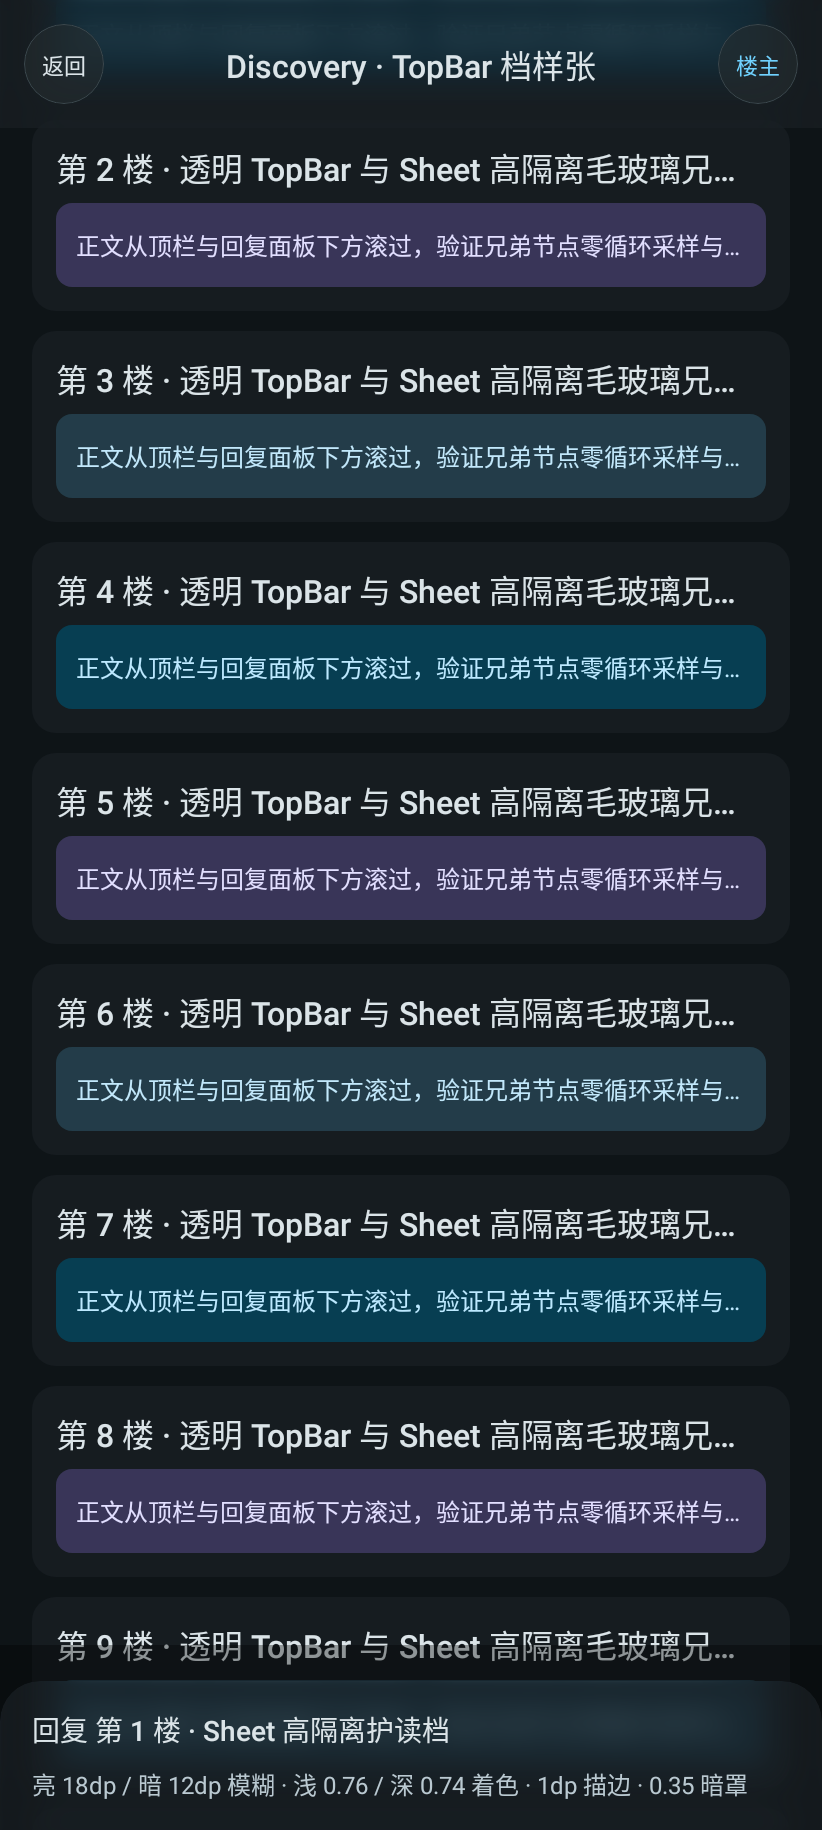 返回
Discovery · TopBar 档样张
楼主
第 2 楼 · 透明 TopBar 与 Sheet 高隔离毛玻璃兄…
正文从顶栏与回复面板下方滚过，验证兄弟节点零循环采样与…
第 3 楼 · 透明 TopBar 与 Sheet 高隔离毛玻璃兄…
正文从顶栏与回复面板下方滚过，验证兄弟节点零循环采样与…
第 4 楼 · 透明 TopBar 与 Sheet 高隔离毛玻璃兄…
正文从顶栏与回复面板下方滚过，验证兄弟节点零循环采样与…
第 5 楼 · 透明 TopBar 与 Sheet 高隔离毛玻璃兄…
正文从顶栏与回复面板下方滚过，验证兄弟节点零循环采样与…
第 6 楼 · 透明 TopBar 与 Sheet 高隔离毛玻璃兄…
正文从顶栏与回复面板下方滚过，验证兄弟节点零循环采样与…
第 7 楼 · 透明 TopBar 与 Sheet 高隔离毛玻璃兄…
正文从顶栏与回复面板下方滚过，验证兄弟节点零循环采样与…
第 8 楼 · 透明 TopBar 与 Sheet 高隔离毛玻璃兄…
正文从顶栏与回复面板下方滚过，验证兄弟节点零循环采样与…
第 9 楼 · 透明 TopBar 与 Sheet 高隔离毛玻璃兄…
回复 第 1 楼 · Sheet 高隔离护读档
亮 18dp / 暗 12dp 模糊 · 浅 0.76 / 深 0.74 着色 · 1dp 描边 · 0.35 暗罩